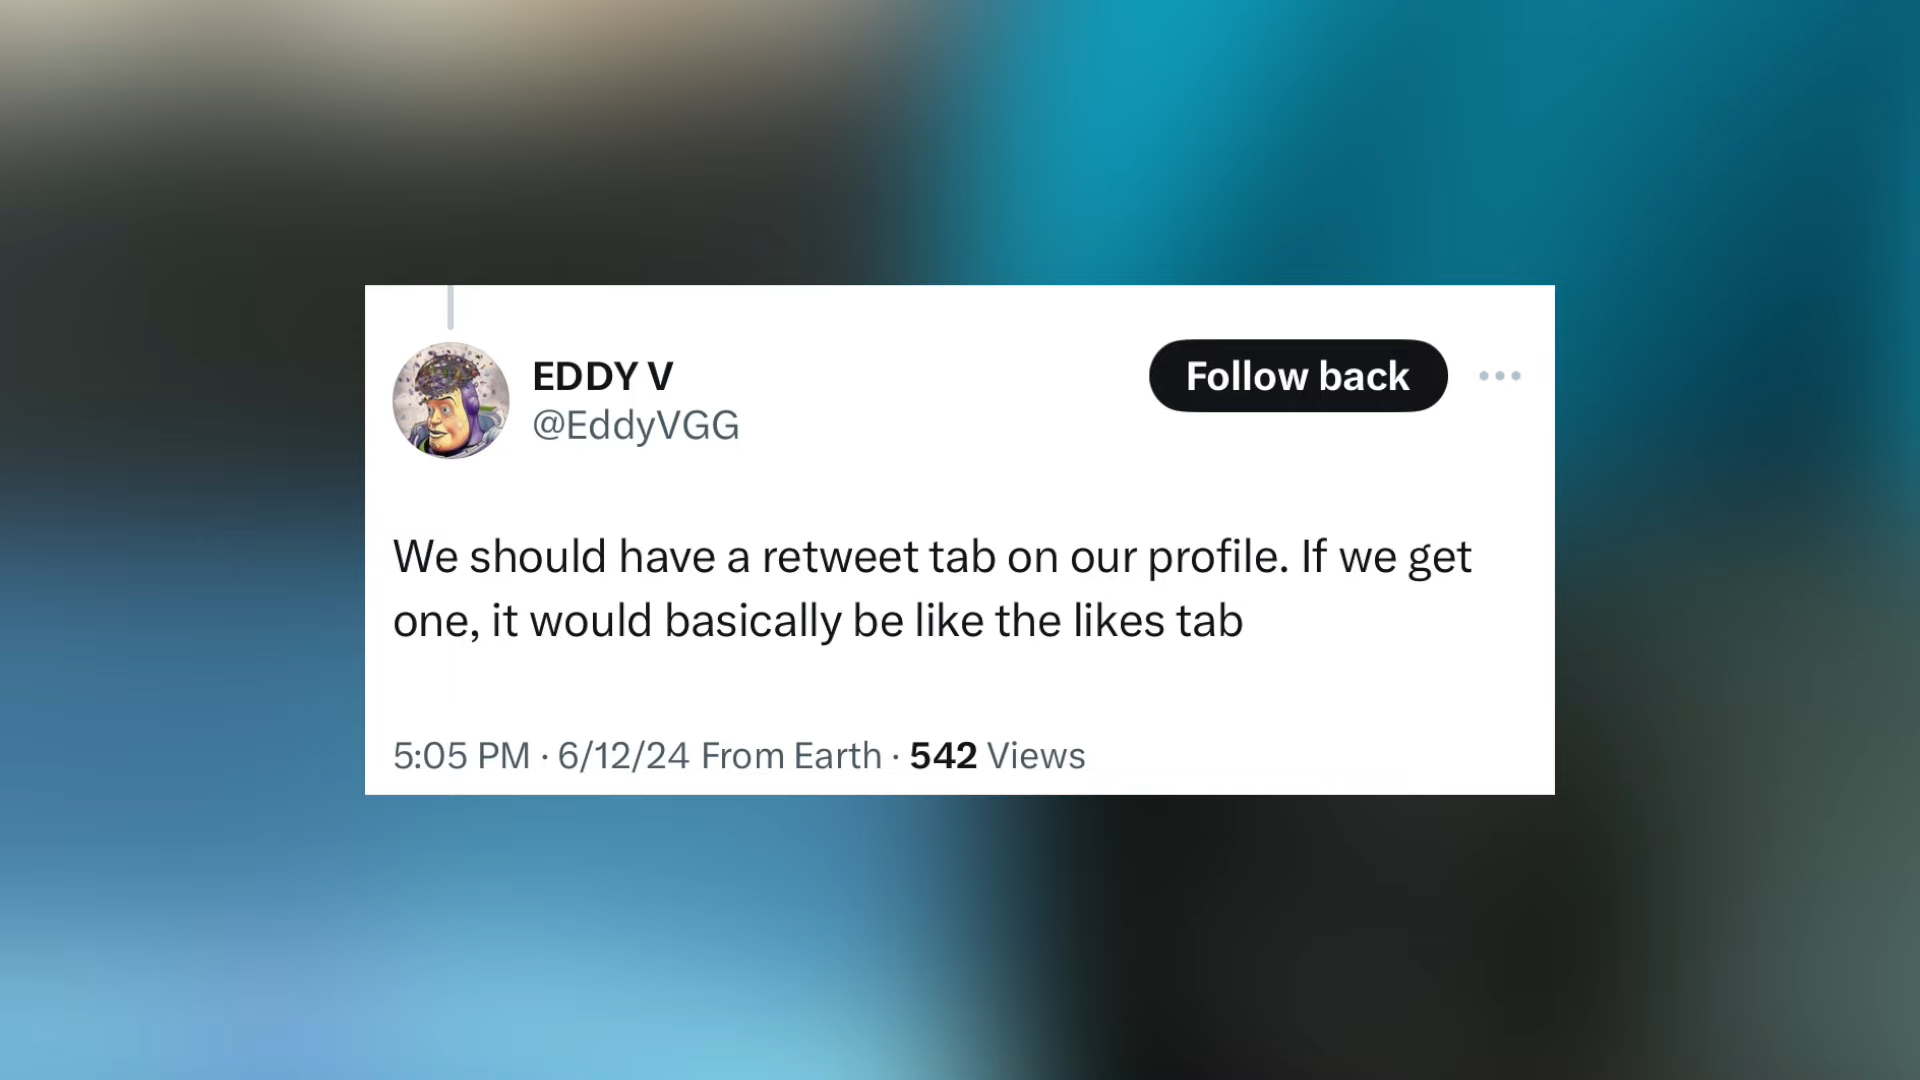 EDDY V
Follow back
@EddyVGG
We should have a retweet tab on our profile. If we get
one, it would basically be like the likes tab
5:05 PM · 6/12/24 From Earth · 542 Views